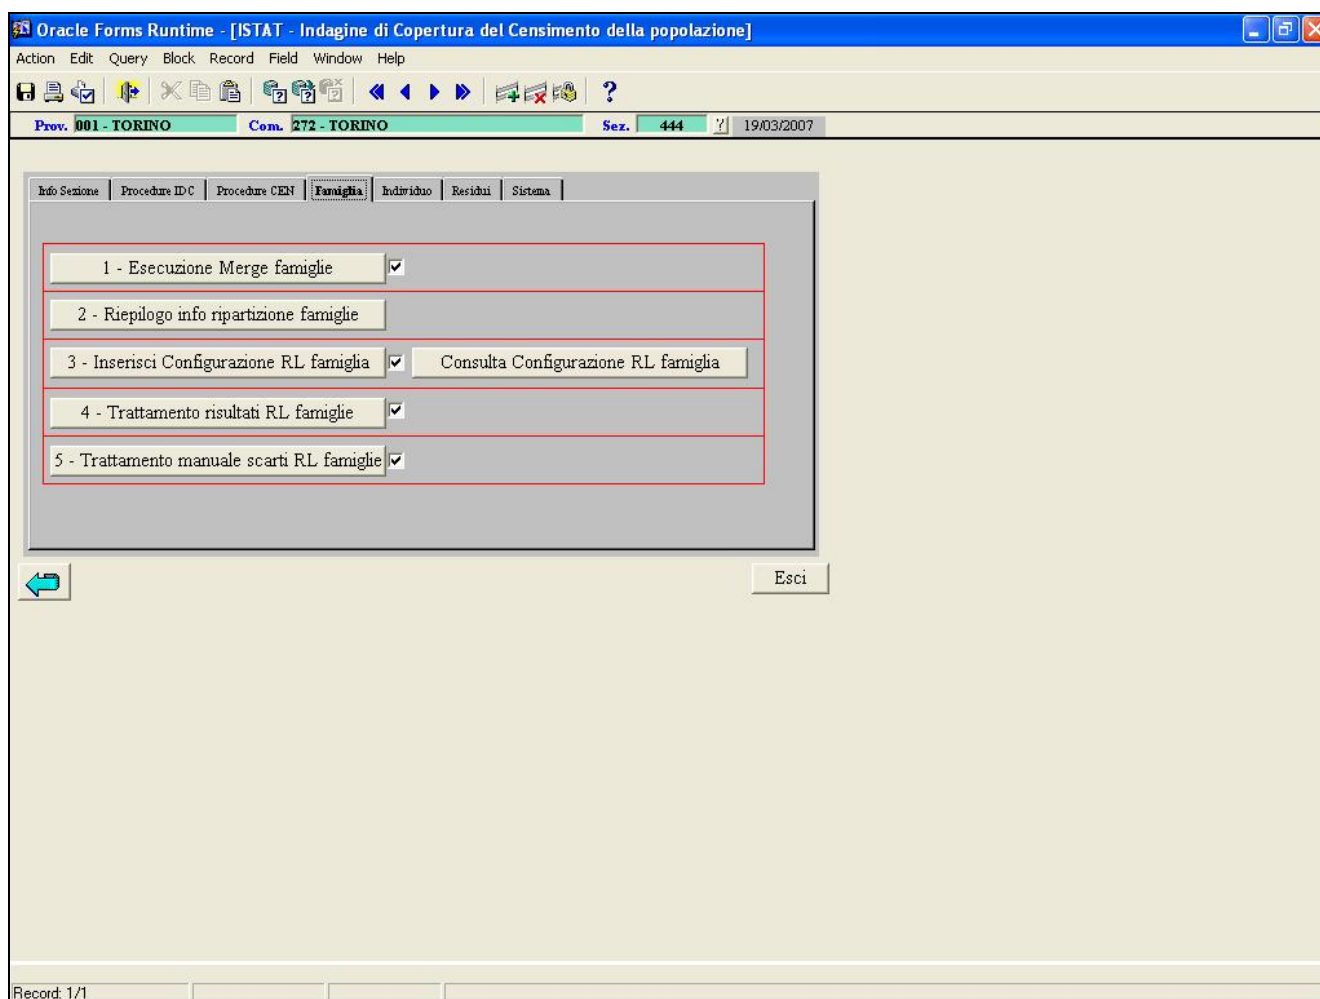 Oracle Forms Runtime - [ISTAT - Indagine di Copertura del Censimento della popolazione]
Action Edit Query Block Record Field Window Help
Prov. 001 - TORINO Com. 272 - TORINO Sez. 444 ? 19/03/2007
Info Sezione Procedure IDC Procedure CEN Famiglia Individuo Residui Sistema
1 - Esecuzione Merge famiglie
2 - Riepilogo info ripartizione famiglie
3 - Inserisci Configurazione RL famiglia Consulta Configurazione RL famiglia
4 - Trattamento risultati RL famiglie
5 - Trattamento manuale scarti RL famiglie
Esci
Record: 1/1